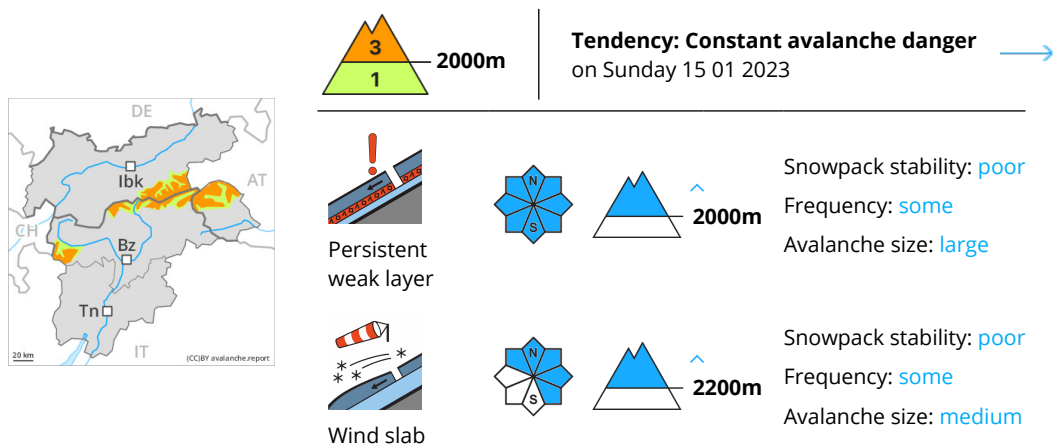 3
1
2000m
Tendency: Constant avalanche danger
on Sunday 15 01 2023
DE
AT
CH
IT
Ibk
Bz
Tn
20 km
(CC)BY avalanche.report
Persistent
weak layer
N
S
2000m
Snowpack stability: poor
Frequency: some
Avalanche size: large
Wind slab
N
S
2200m
Snowpack stability: poor
Frequency: some
Avalanche size: medium